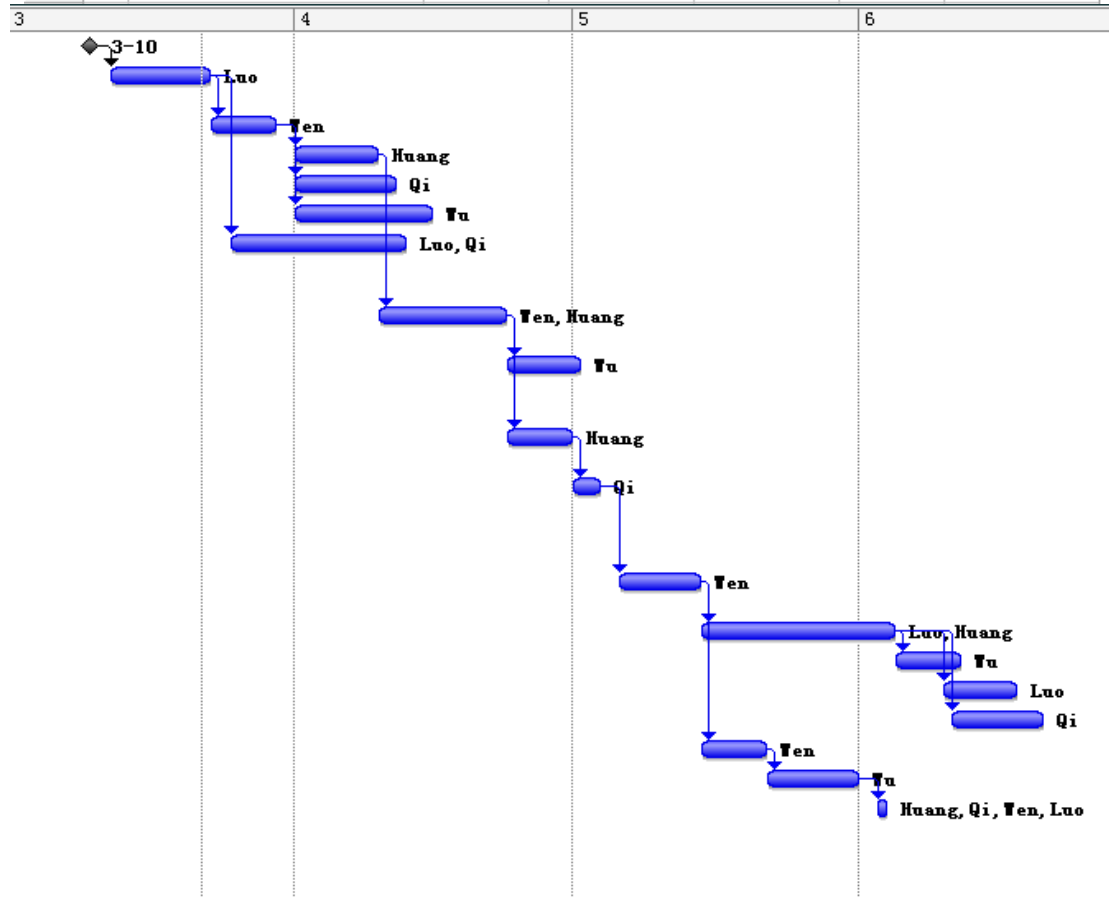 3 4 5 6
3-10
Luo
Wen
Huang
Qi
Wu
Luo, Qi
Wen, Huang
Wu
Huang
Qi
Wen
Luo, Huang
Wu
Luo
Qi
Wen
Wu
Huang, Qi, Wen, Luo